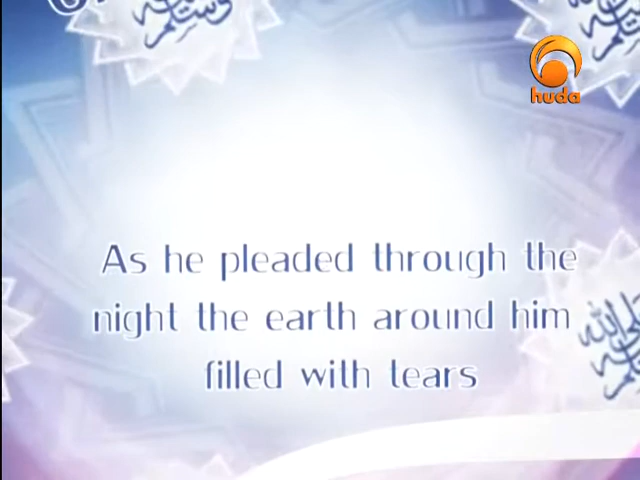 huda
As he pleaded through the
night the earth around him
filled with tears